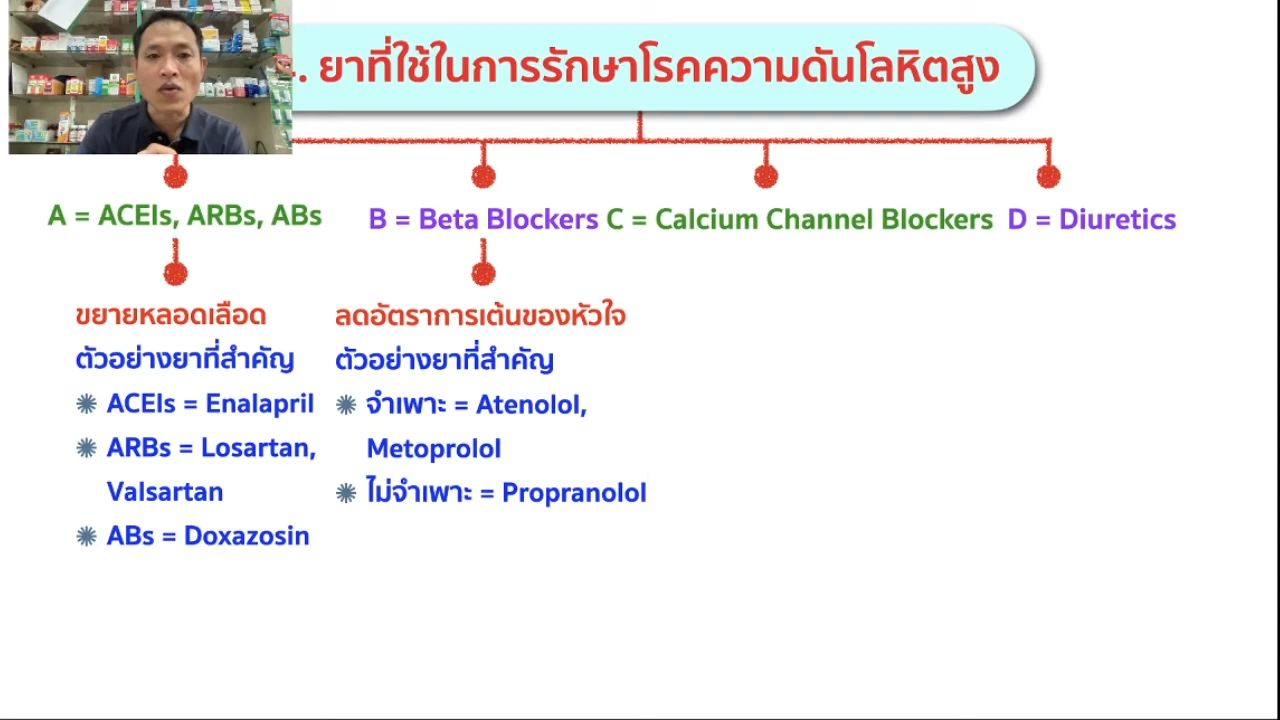 . ยาที่ใช้ในการรักษาโรคความดันโลหิตสูง
A = ACEIs, ARBs, ABs
B = Beta Blockers
C = Calcium Channel Blockers
D = Diuretics
ขยายหลอดเลือด
ตัวอย่างยาที่สำคัญ
ACEIs = Enalapril
ARBs = Losartan,
Valsartan
ABs = Doxazosin
ลดอัตราการเต้นของหัวใจ
ตัวอย่างยาที่สำคัญ
จำเพาะ = Atenolol,
Metoprolol
ไม่จำเพาะ = Propranolol